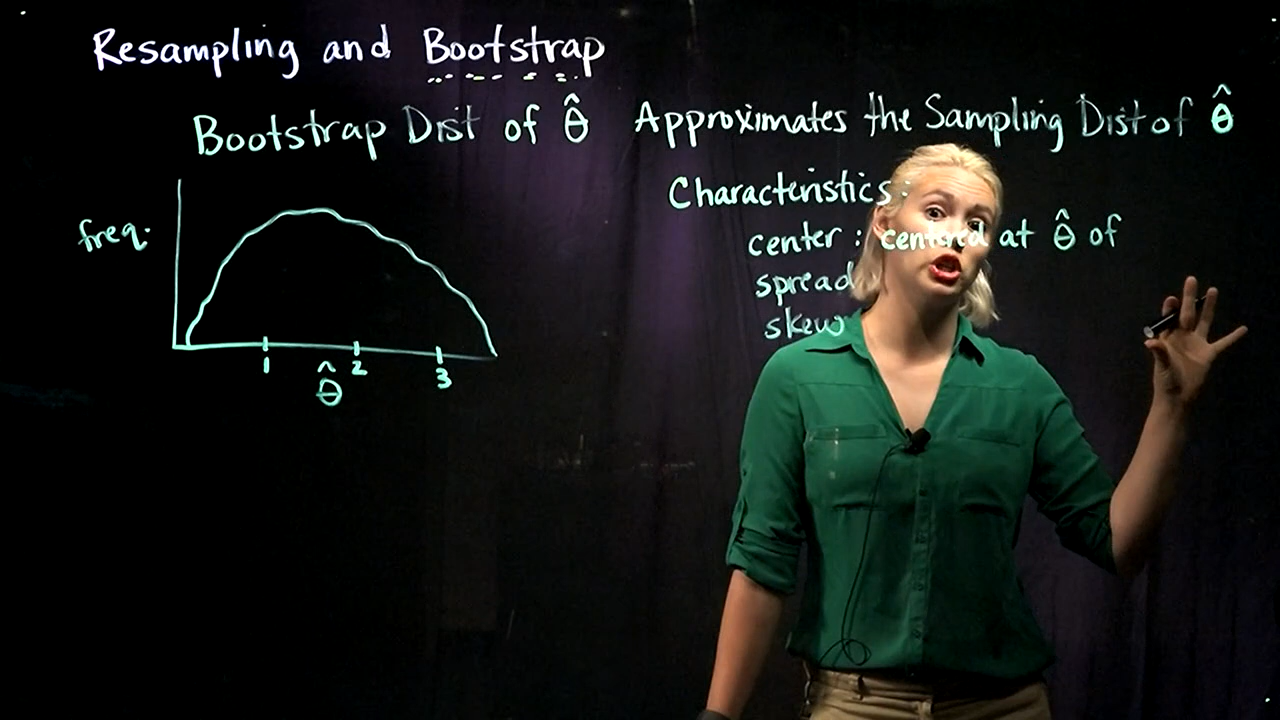 Resampling and Bootstrap
Bootstrap Dist of θ̂ Approximates the Sampling Dist of θ̂
Characteristics:
center: centered at θ̂ of
spread
skew
freq.
1 2 3
θ̂